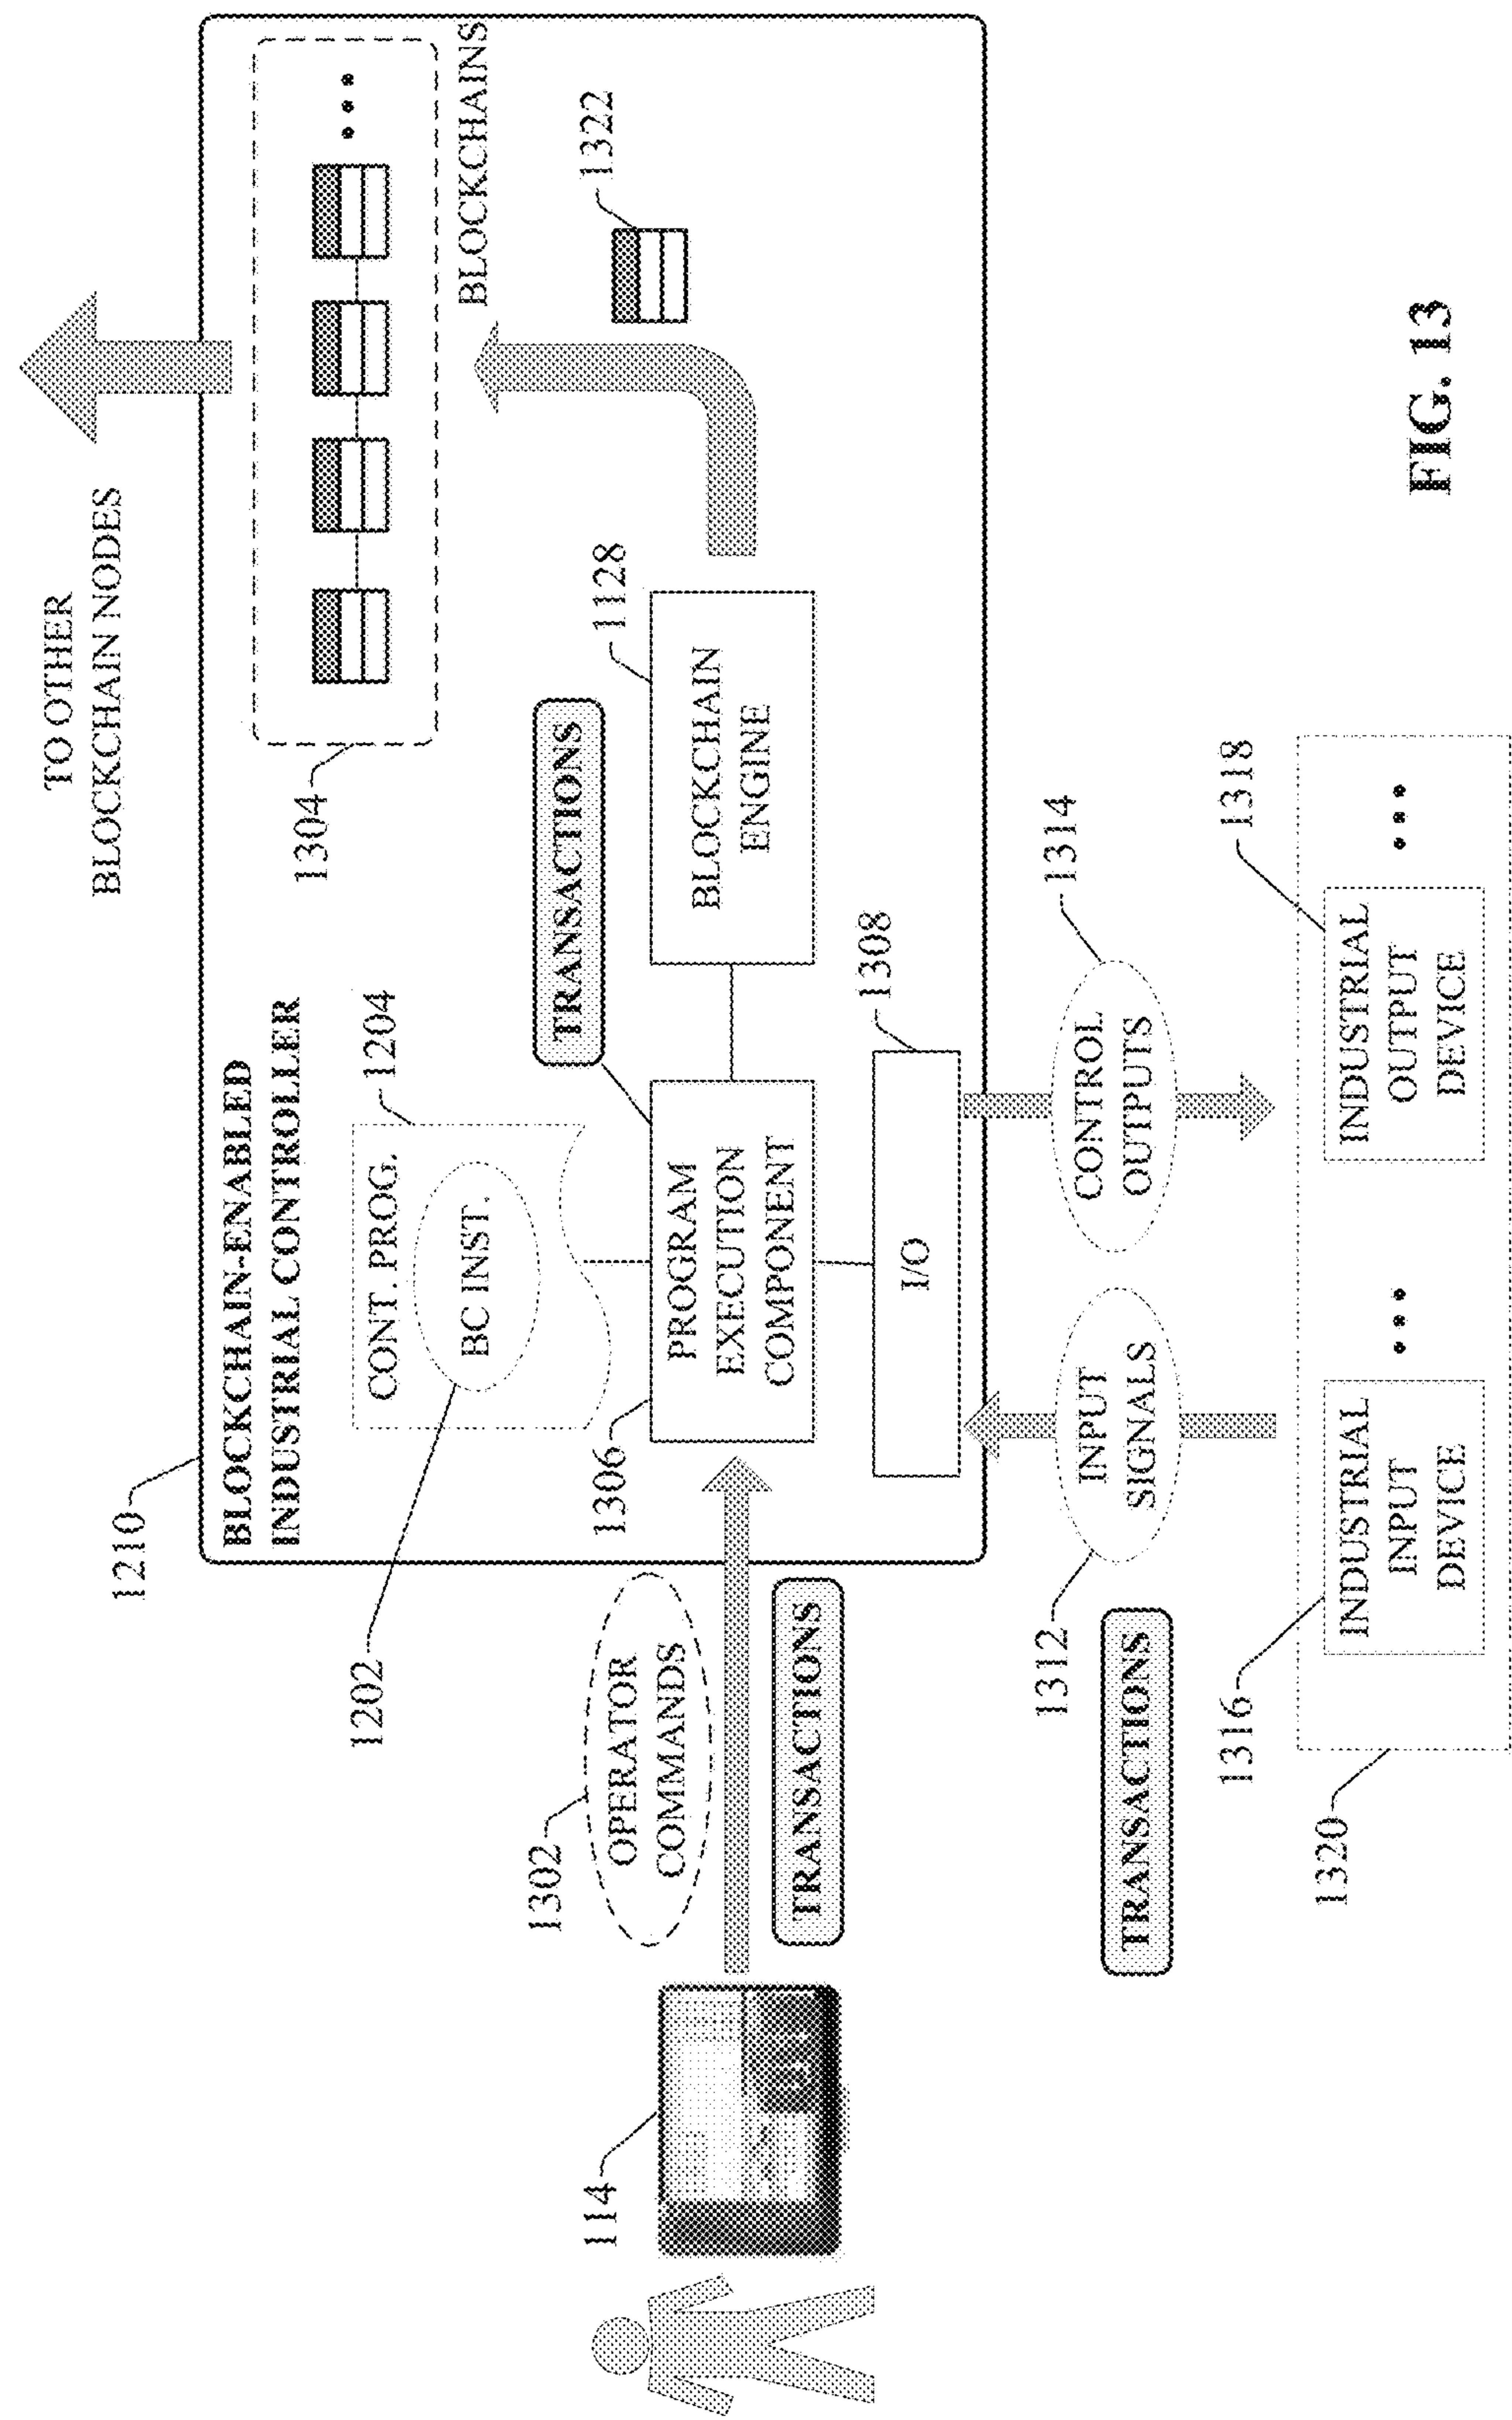 TO OTHER
BLOCKCHAIN NODES
1210
BLOCKCHAIN-ENABLED
INDUSTRIAL CONTROLLER
1304
BLOCKCHAINS
1202
CONT. PROG.
BC INST.
1204
TRANSACTIONS
1128
1322
1302
OPERATOR
COMMANDS
1306
PROGRAM
EXECUTION
COMPONENT
BLOCKCHAIN
ENGINE
114
TRANSACTIONS
I/O
1308
1312
INPUT
SIGNALS
CONTROL
OUTPUTS
1314
TRANSACTIONS
1316
1318
1320
INDUSTRIAL
INPUT
DEVICE
INDUSTRIAL
OUTPUT
DEVICE
FIG. 13